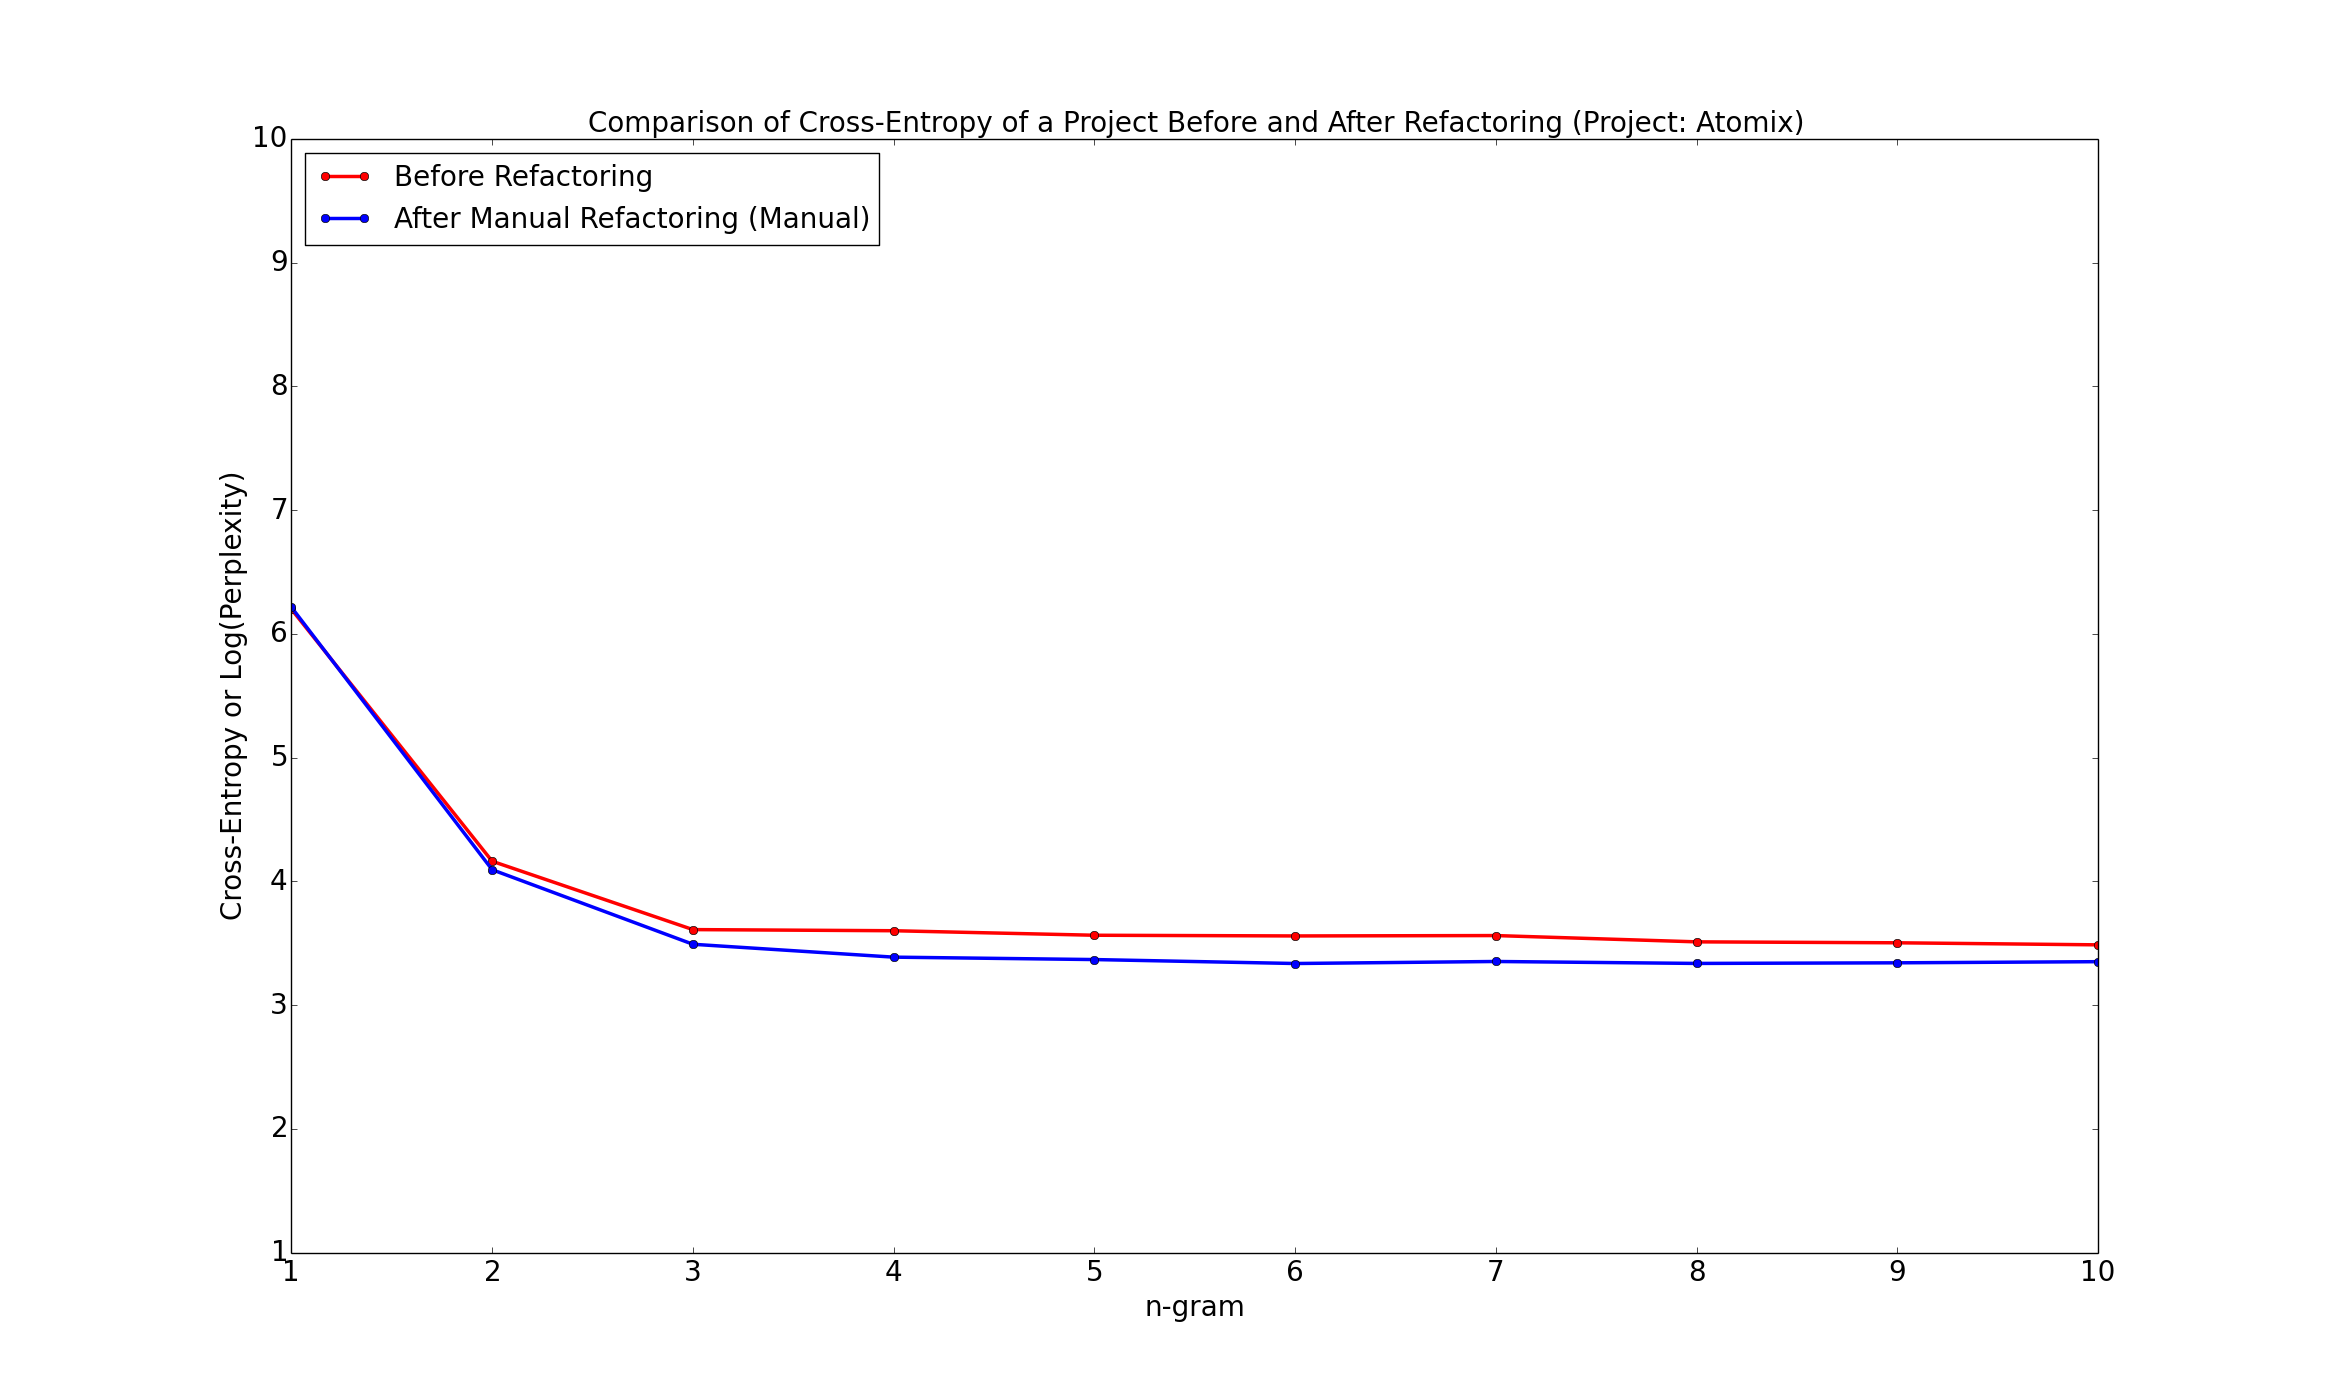 Comparison of Cross-Entropy of a Project Before and After Refactoring (Project: Atomix)
Before Refactoring
After Manual Refactoring (Manual)
Cross-Entropy or Log(Perplexity)
10
9
8
7
6
5
4
3
2
1
1 2 3 4 5 6 7 8 9 10
n-gram